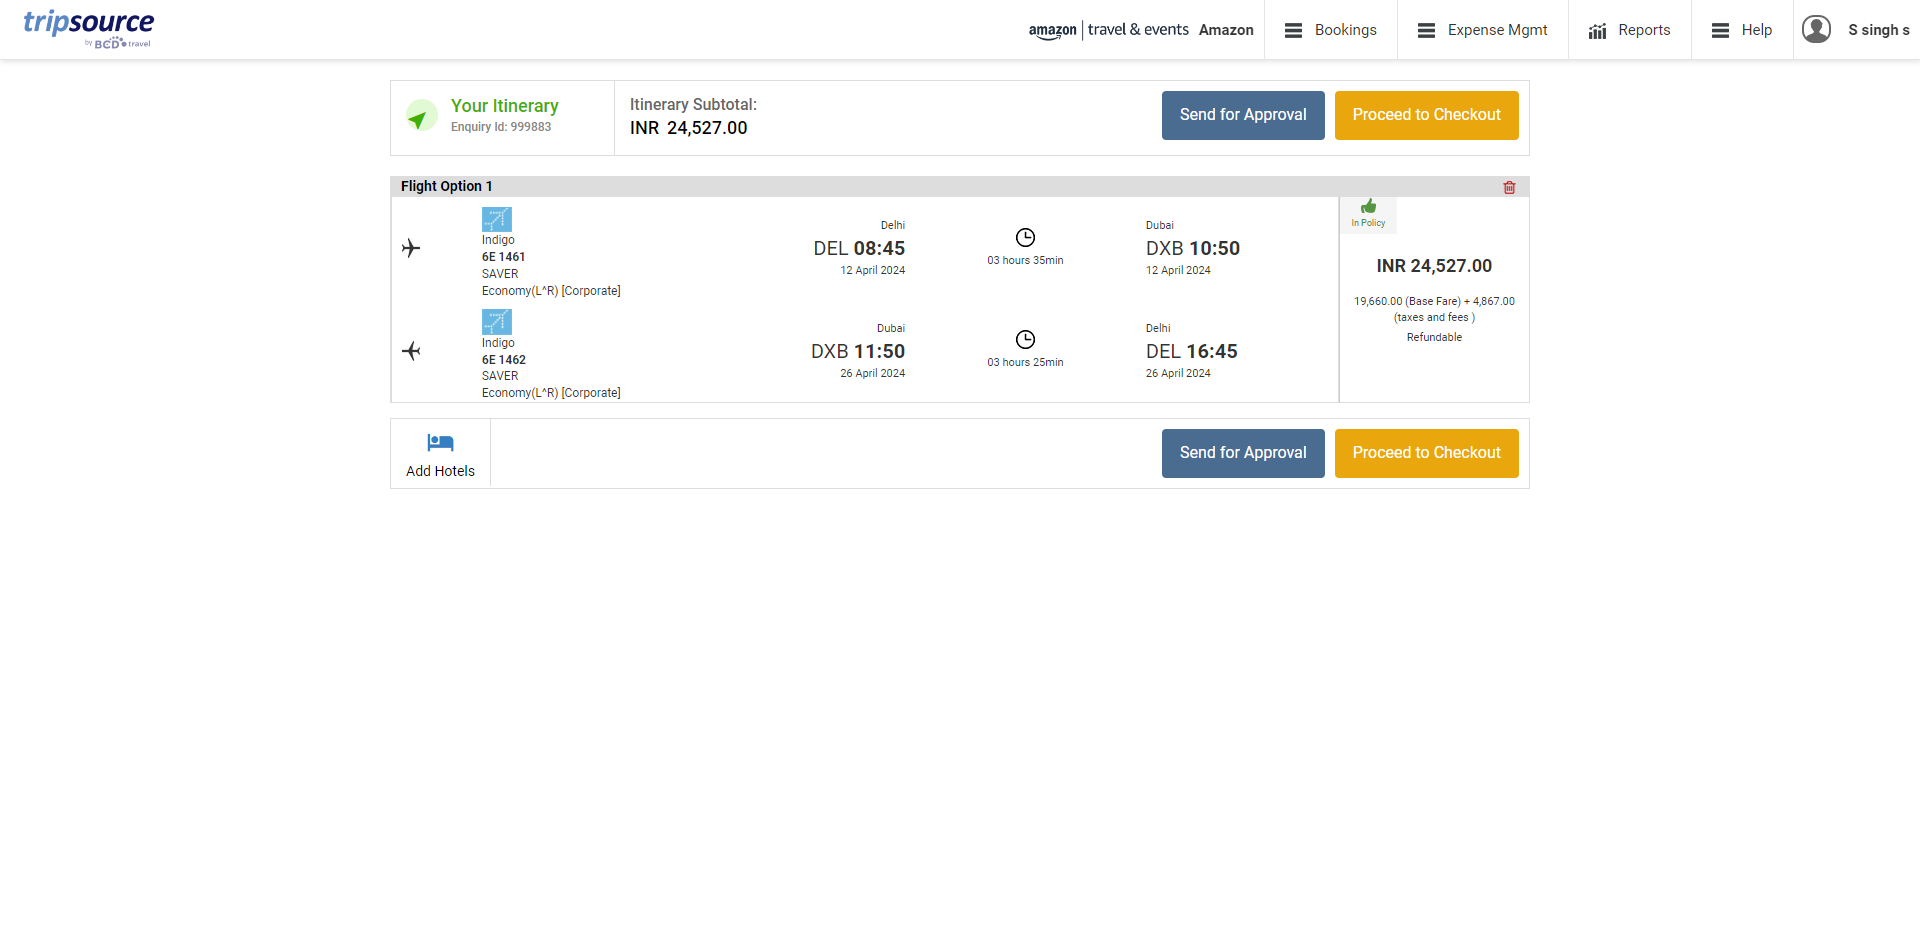 tripsource
by BCD travel
amazon | travel & events Amazon
Bookings
Expense Mgmt
Reports
Help
S singh s
Your Itinerary
Enquiry Id: 999883
Itinerary Subtotal:
INR 24,527.00
Send for Approval
Proceed to Checkout
Flight Option 1
Indigo
6E 1461
SAVER
Economy(L^R) [Corporate]
Delhi
DEL 08:45
12 April 2024
03 hours 35min
Dubai
DXB 10:50
12 April 2024
Indigo
6E 1462
SAVER
Economy(L^R) [Corporate]
Dubai
DXB 11:50
26 April 2024
03 hours 25min
Delhi
DEL 16:45
26 April 2024
In Policy
INR 24,527.00
19,660.00 (Base Fare) + 4,867.00
(taxes and fees )
Refundable
Add Hotels
Send for Approval
Proceed to Checkout